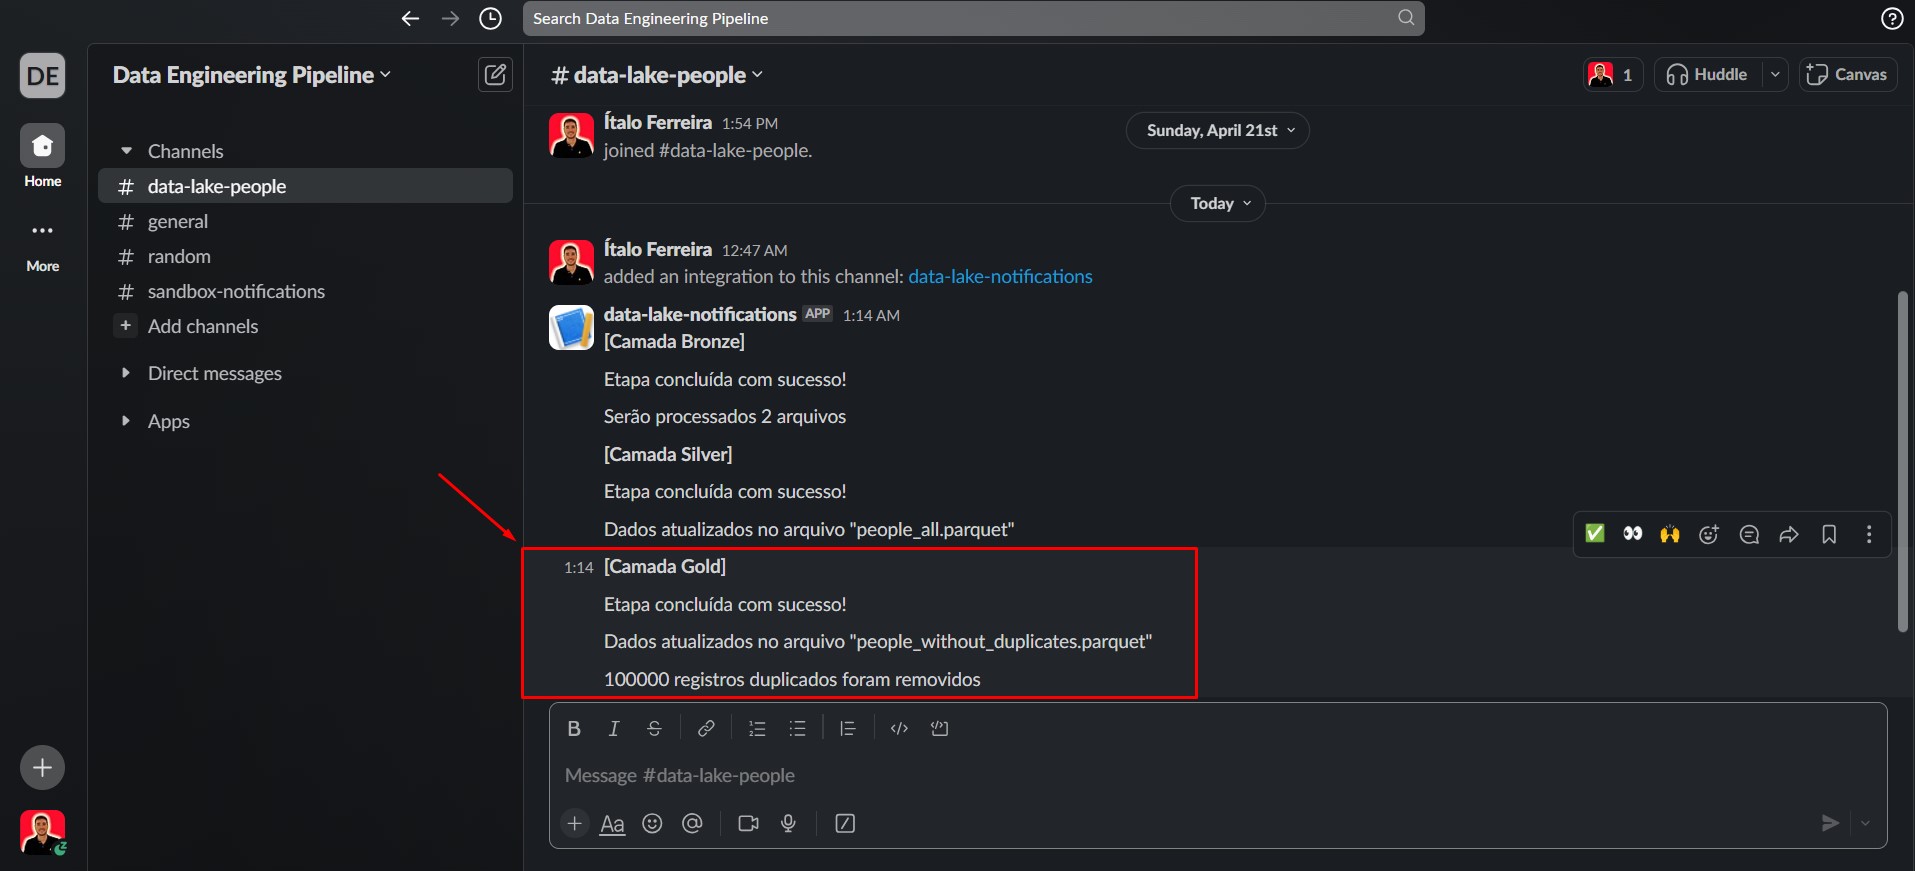 Search Data Engineering Pipeline
DE
Home
More
Data Engineering Pipeline
Channels
# data-lake-people
# general
# random
# sandbox-notifications
+ Add channels
Direct messages
Apps
# data-lake-people
1
Huddle
Canvas
Ítalo Ferreira 1:54 PM
joined #data-lake-people.
Sunday, April 21st
Today
Ítalo Ferreira 12:47 AM
added an integration to this channel: data-lake-notifications
data-lake-notifications APP 1:14 AM
[Camada Bronze]
Etapa concluída com sucesso!
Serão processados 2 arquivos
[Camada Silver]
Etapa concluída com sucesso!
Dados atualizados no arquivo "people_all.parquet"
1:14 [Camada Gold]
Etapa concluída com sucesso!
Dados atualizados no arquivo "people_without_duplicates.parquet"
100000 registros duplicados foram removidos
B I S
Message #data-lake-people
+ Aa @